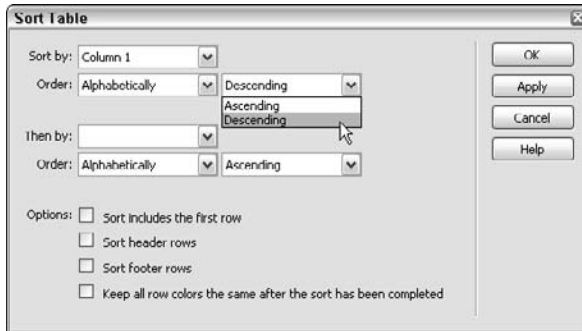 Sort Table
Sort by: Column 1
OK
Order: Alphabetically Descending
Apply
Ascending
Descending
Cancel
Then by:
Help
Order: Alphabetically Ascending
Options: Sort includes the first row
Sort header rows
Sort footer rows
Keep all row colors the same after the sort has been completed